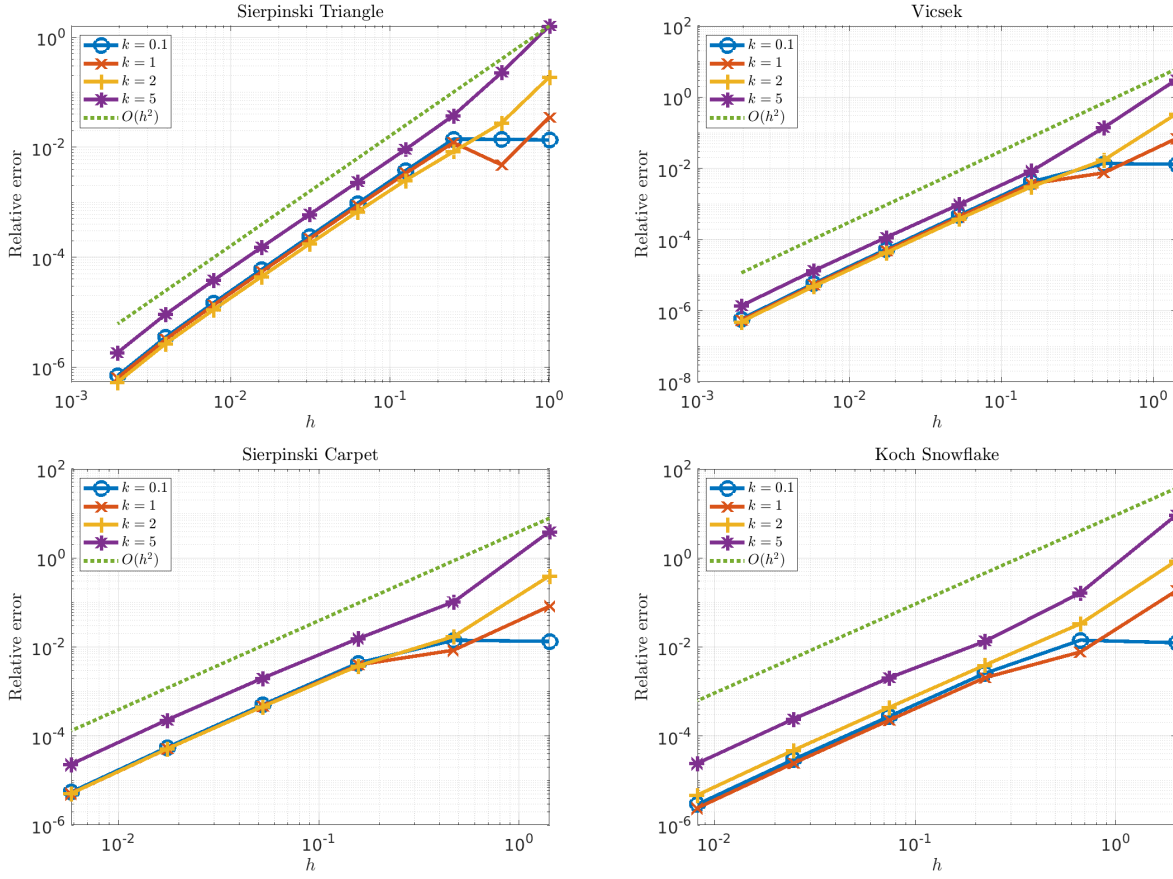 Sierpinski Triangle
10^0
10^-2
10^-4
10^-6
Relative error
k = 0.1
k = 1
k = 2
k = 5
O(h^2)
10^-3
10^-2
10^-1
10^0
h
Vicsek
10^2
10^0
10^-2
10^-4
10^-6
10^-8
Relative error
k = 0.1
k = 1
k = 2
k = 5
O(h^2)
10^-3
10^-2
10^-1
10^0
h
Sierpinski Carpet
10^2
10^0
10^-2
10^-4
10^-6
Relative error
k = 0.1
k = 1
k = 2
k = 5
O(h^2)
10^-2
10^-1
10^0
h
Koch Snowflake
10^2
10^0
10^-2
10^-4
10^-6
Relative error
k = 0.1
k = 1
k = 2
k = 5
O(h^2)
10^-2
10^-1
10^0
h